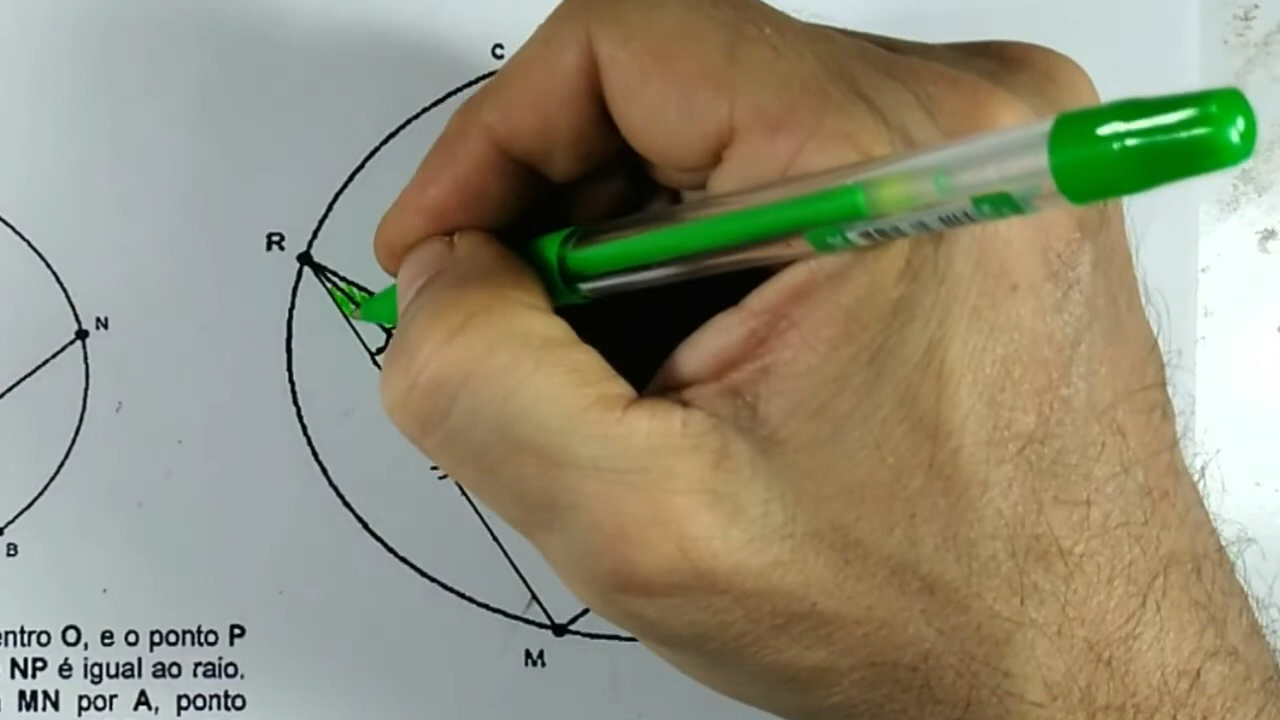 C
R
N
B
M
entro O, e o ponto P
NP é igual ao raio.
MN por A, ponto